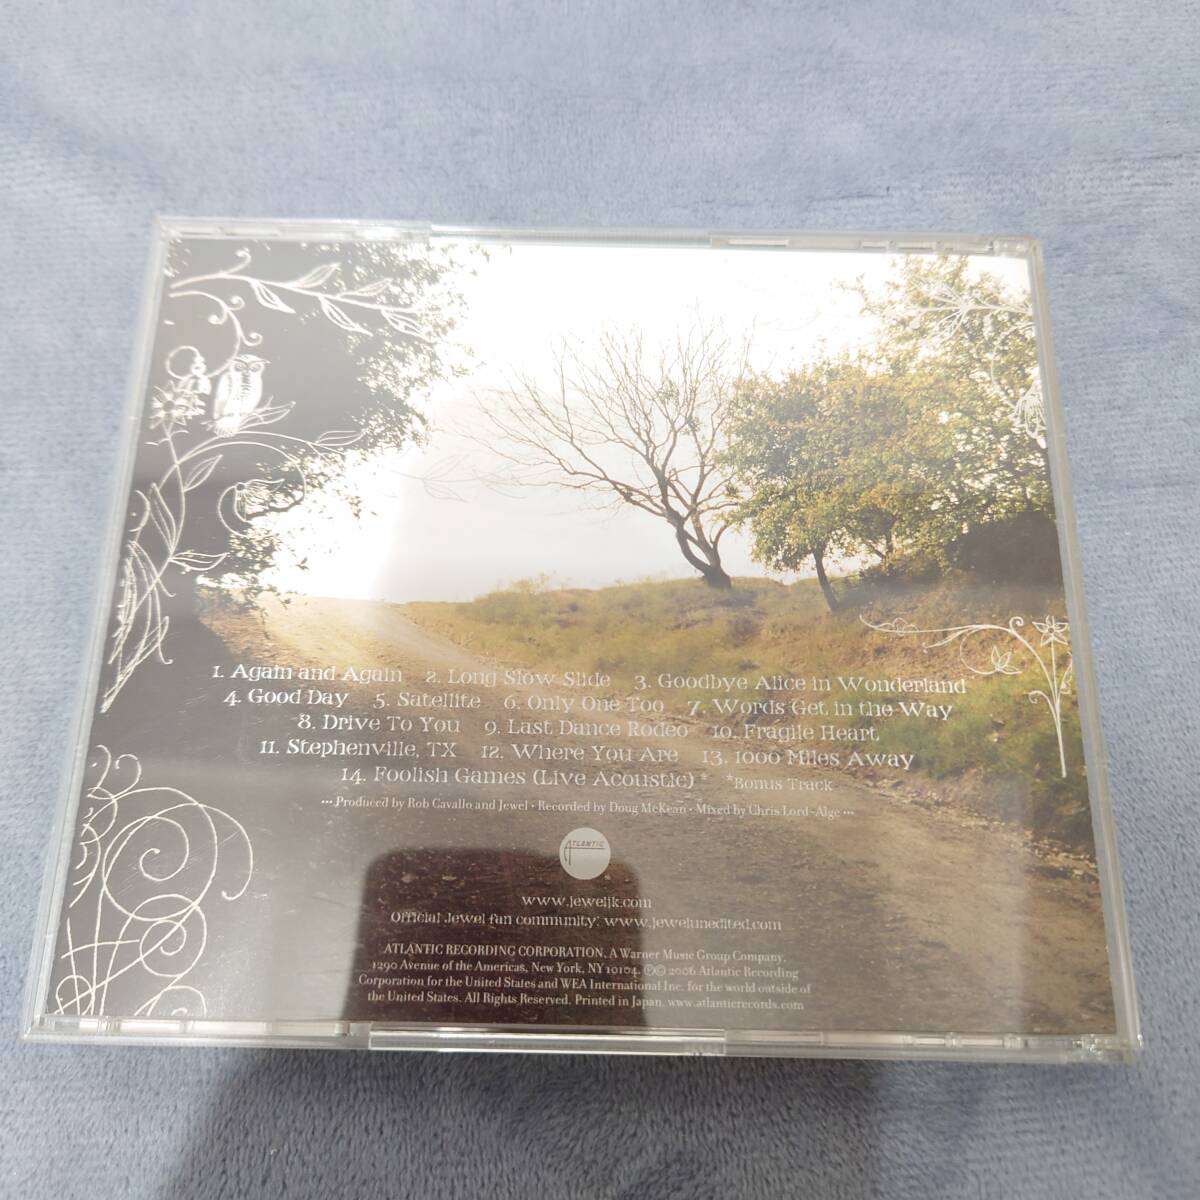 1. Again and Again 2. Long Slow Slide 3. Goodbye Alice in Wonderland
4. Good Day 5. Satellite 6. Only One Too 7. Words Get in the Way
8. Drive To You 9. Last Dance Rodeo 10. Fragile Heart
11. Stephenville, TX 12. Where You Are 13. 1000 Miles Away
14. Foolish Games (Live Acoustic) * *Bonus Track
••• Produced by Rob Cavallo and Jewel • Recorded by Doug McKean • Mixed by Chris Lord-Alge •••
ATLANTIC
www.jeweljk.com
Official Jewel fan community: www.jewelunedited.com
ATLANTIC RECORDING CORPORATION, A Warner Music Group Company.
1290 Avenue of the Americas, New York, NY 10104. ℗© 2006 Atlantic Recording
Corporation for the United States and WEA International Inc. for the world outside of
the United States. All Rights Reserved. Printed in Japan. www.atlanticrecords.com